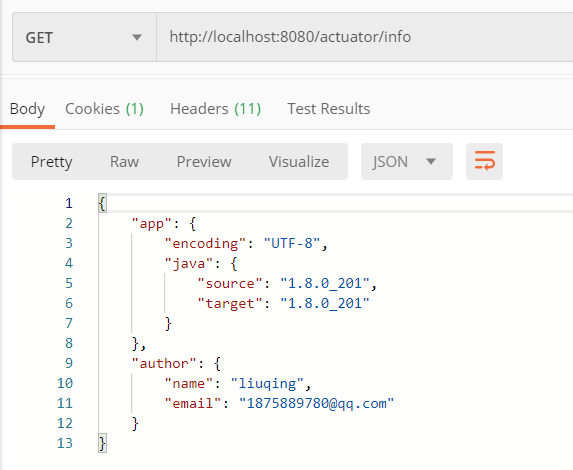 GET http://localhost:8080/actuator/info
Body Cookies (1) Headers (11) Test Results
Pretty Raw Preview Visualize JSON
1 {
2 "app": {
3 "encoding": "UTF-8",
4 "java": {
5 "source": "1.8.0_201",
6 "target": "1.8.0_201"
7 }
8 },
9 "author": {
10 "name": "liuqing",
11 "email": "1875889780@qq.com"
12 }
13 }